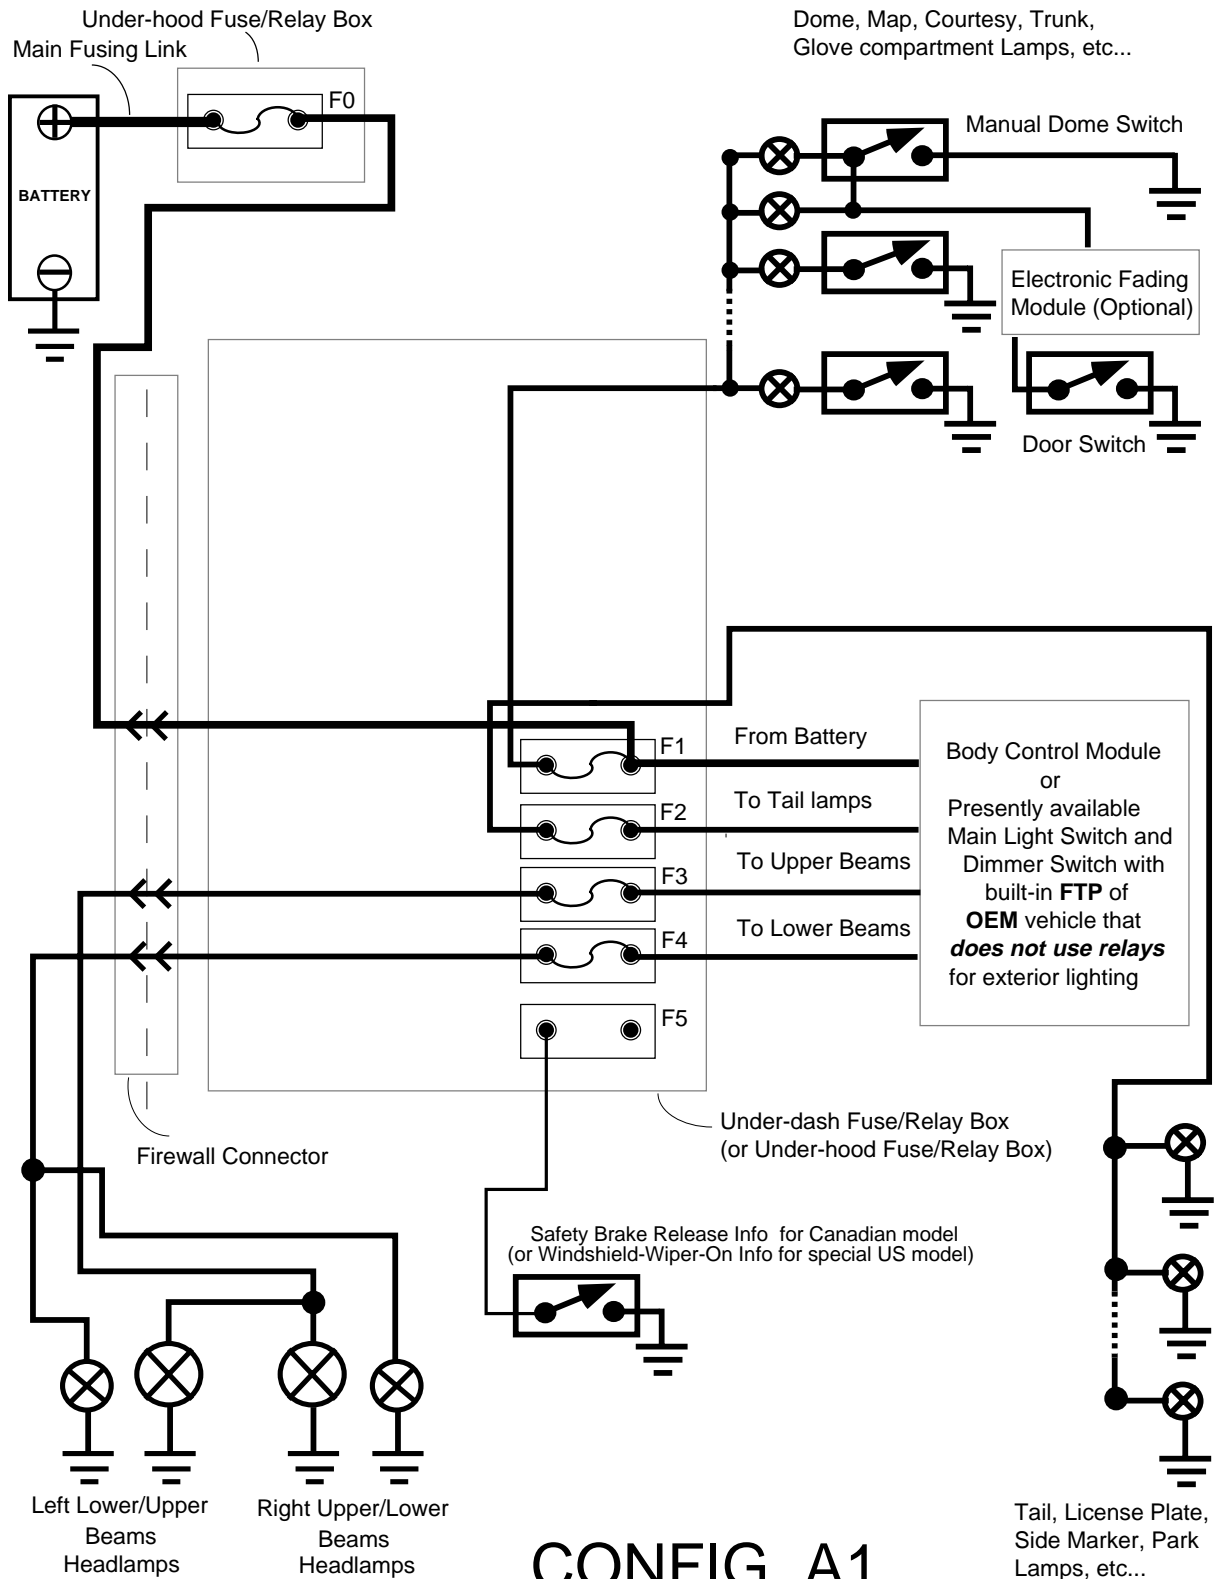 Under-hood Fuse/Relay Box
Main Fusing Link
F0
BATTERY
Dome, Map, Courtesy, Trunk,
Glove compartment Lamps, etc...
Manual Dome Switch
Electronic Fading
Module (Optional)
Door Switch
F1
From Battery
F2
To Tail lamps
F3
To Upper Beams
F4
To Lower Beams
F5
Body Control Module
or
Presently available
Main Light Switch and
Dimmer Switch with
built-in FTP of
OEM vehicle that
does not use relays
for exterior lighting
Under-dash Fuse/Relay Box
(or Under-hood Fuse/Relay Box)
Firewall Connector
Safety Brake Release Info for Canadian model
(or Windshield-Wiper-On Info for special US model)
Left Lower/Upper
Beams
Headlamps
Right Upper/Lower
Beams
Headlamps
Tail, License Plate,
Side Marker, Park
Lamps, etc...
CONFIG. A1